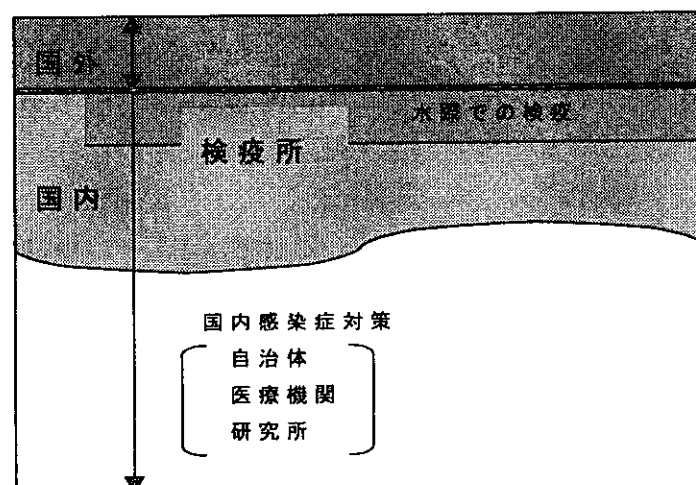 国外
水際での検疫
検疫所
国内
国内感染症対策
自治体
医療機関
研究所